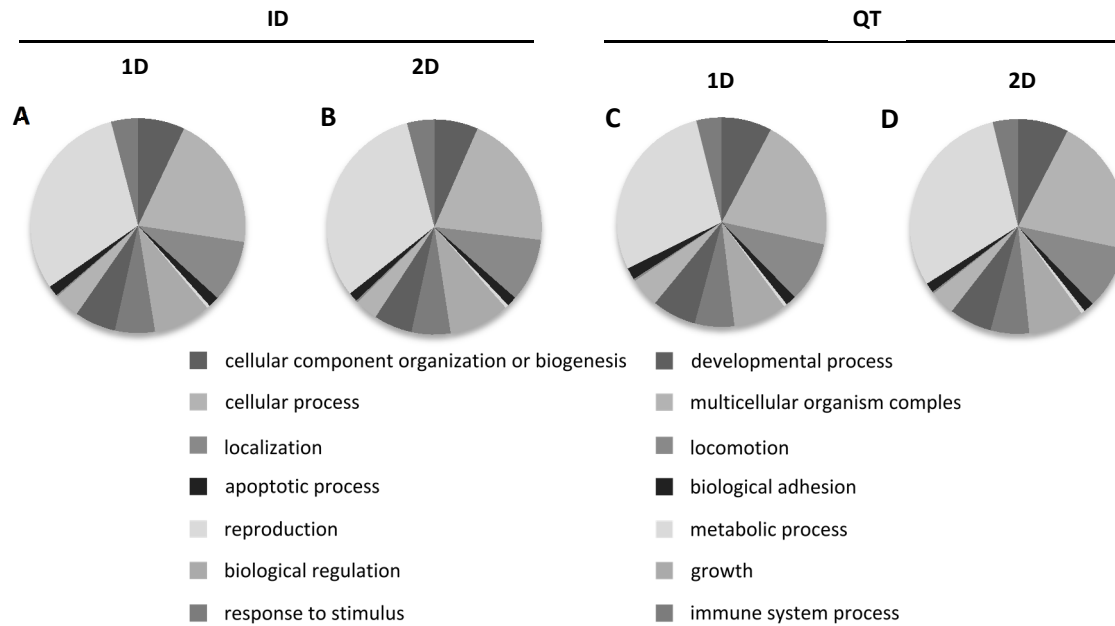 ID
QT
1D
2D
1D
2D
A
B
C
D
cellular component organization or biogenesis
cellular process
localization
apoptotic process
reproduction
biological regulation
response to stimulus
developmental process
multicellular organism comples
locomotion
biological adhesion
metabolic process
growth
immune system process